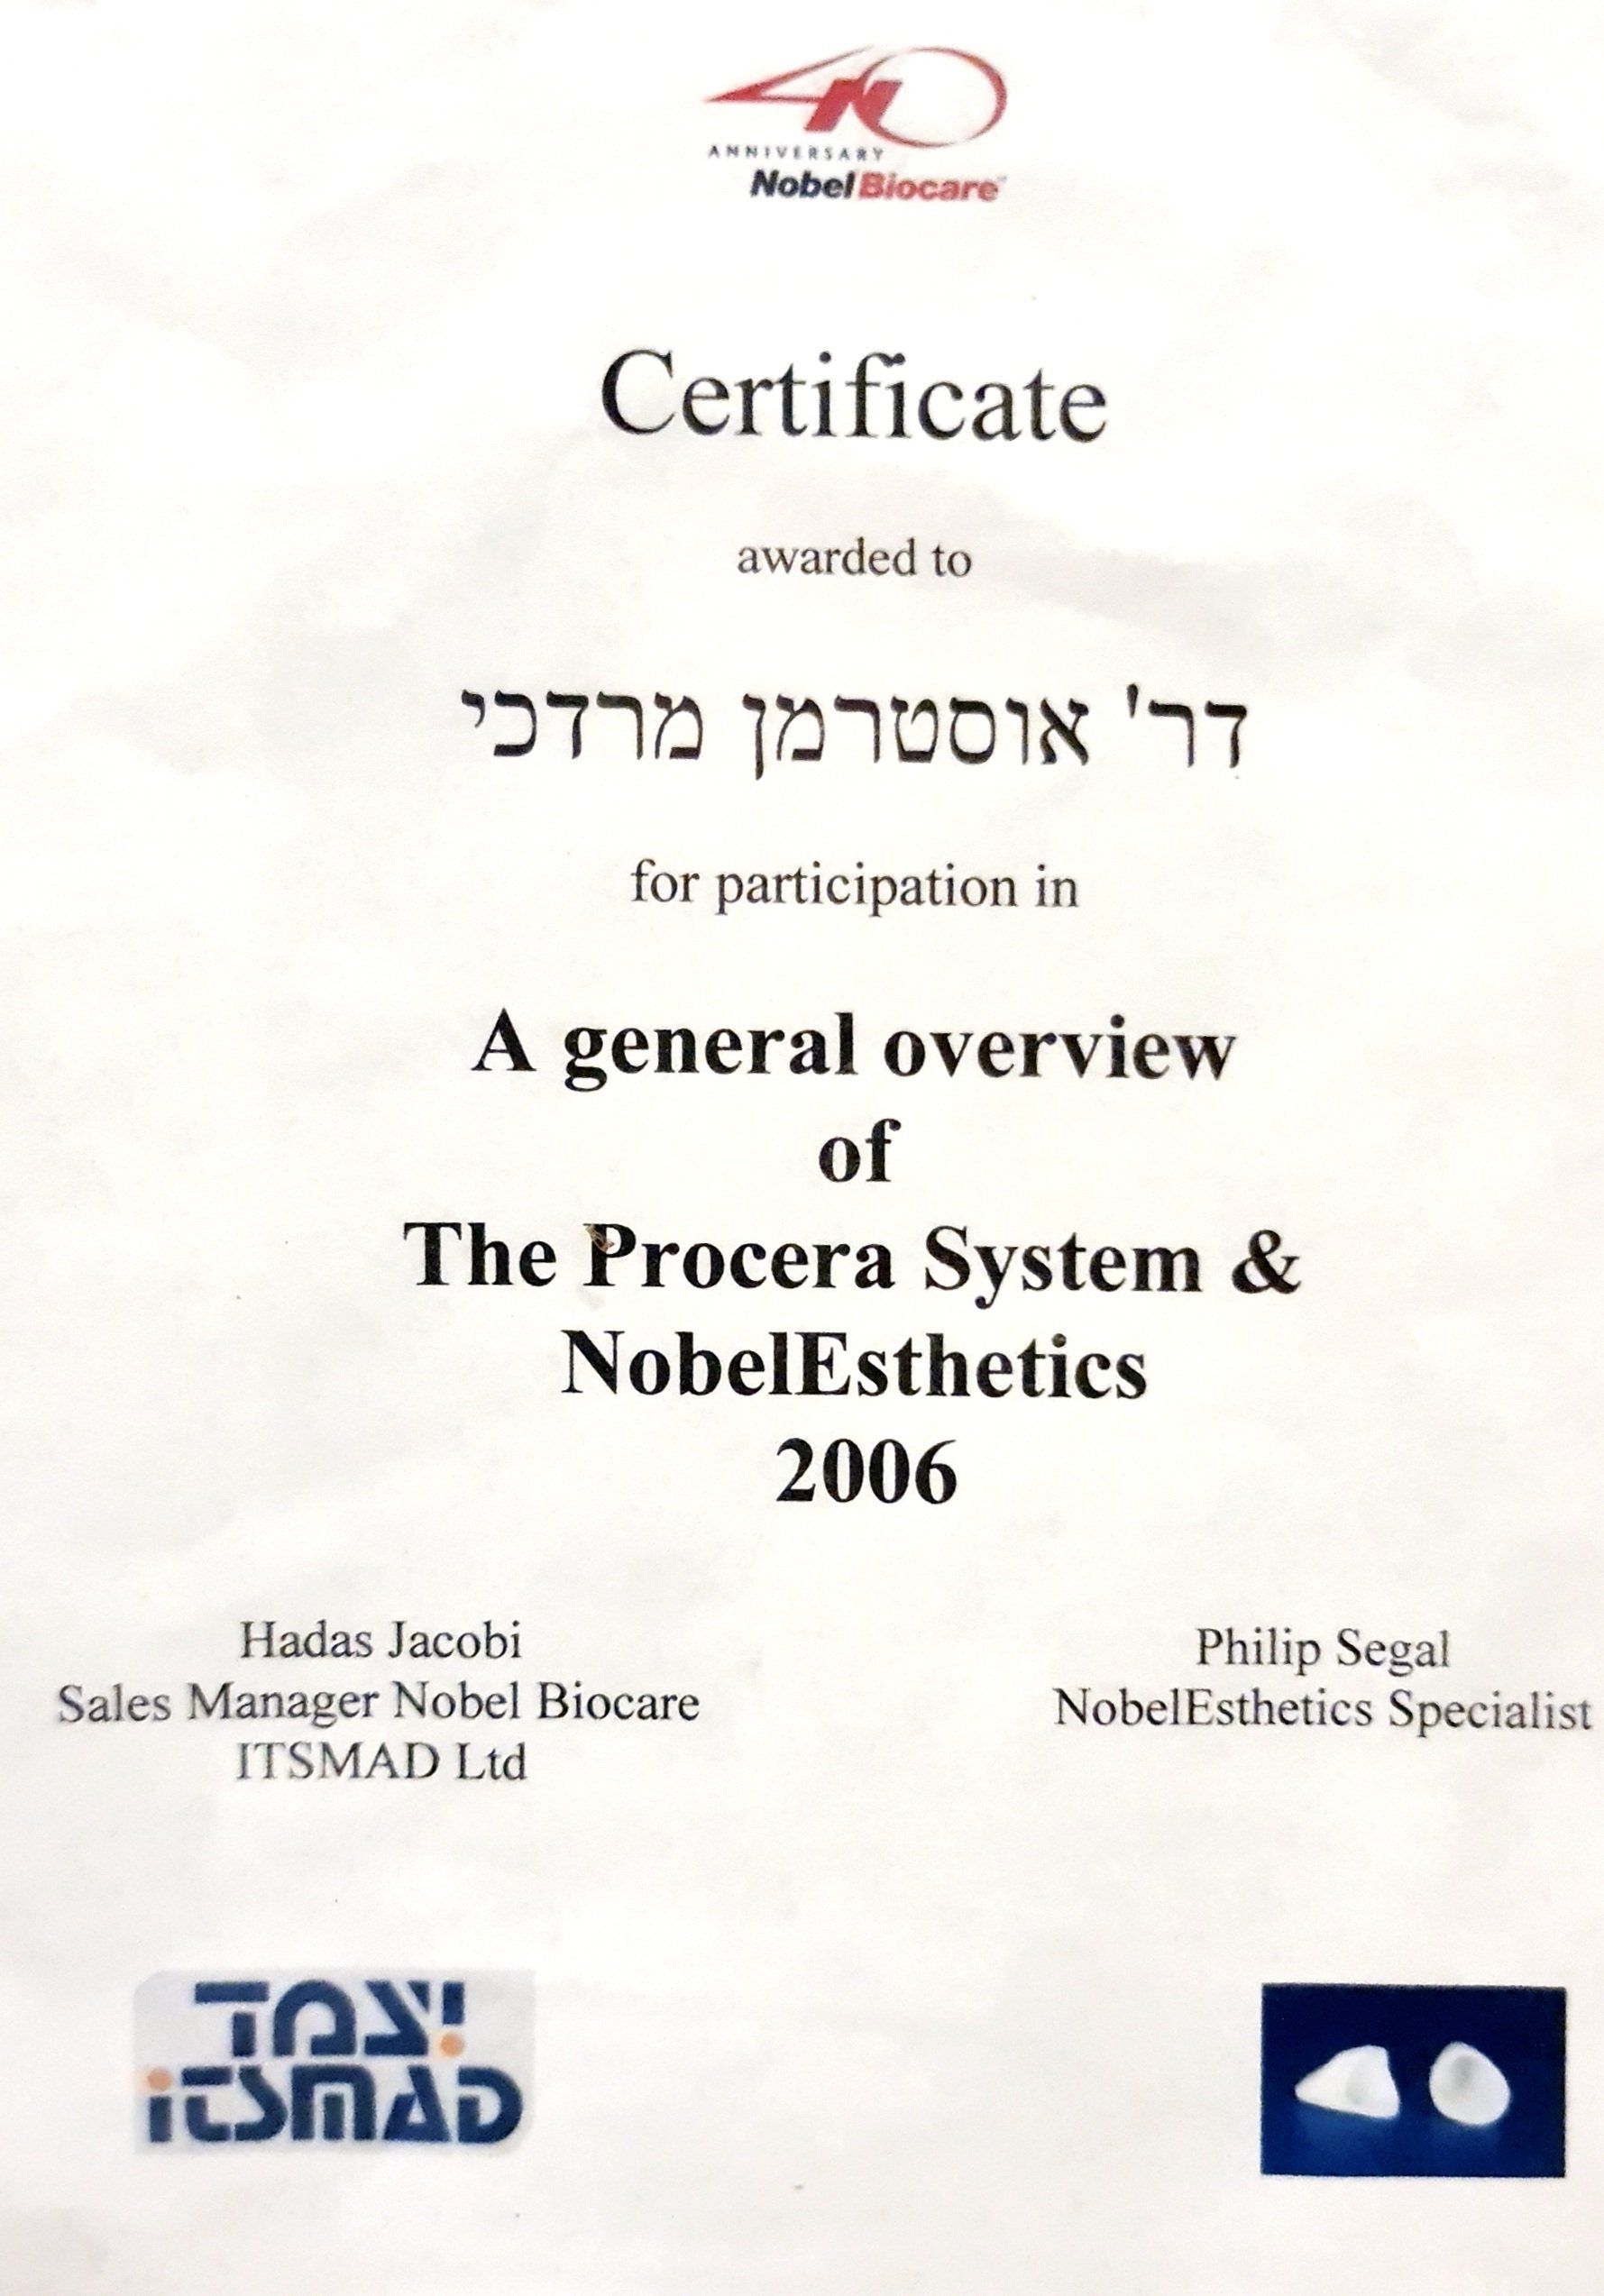 40
ANNIVERSARY
NobelBiocare™
Certificate
awarded to
דר' אוסטרמן מרדכי
for participation in
A general overview
of
The Procera System &
NobelEsthetics
2006
Hadas Jacobi
Sales Manager Nobel Biocare
ITSMAD Ltd
Philip Segal
NobelEsthetics Specialist
יצמד
iTSMAD